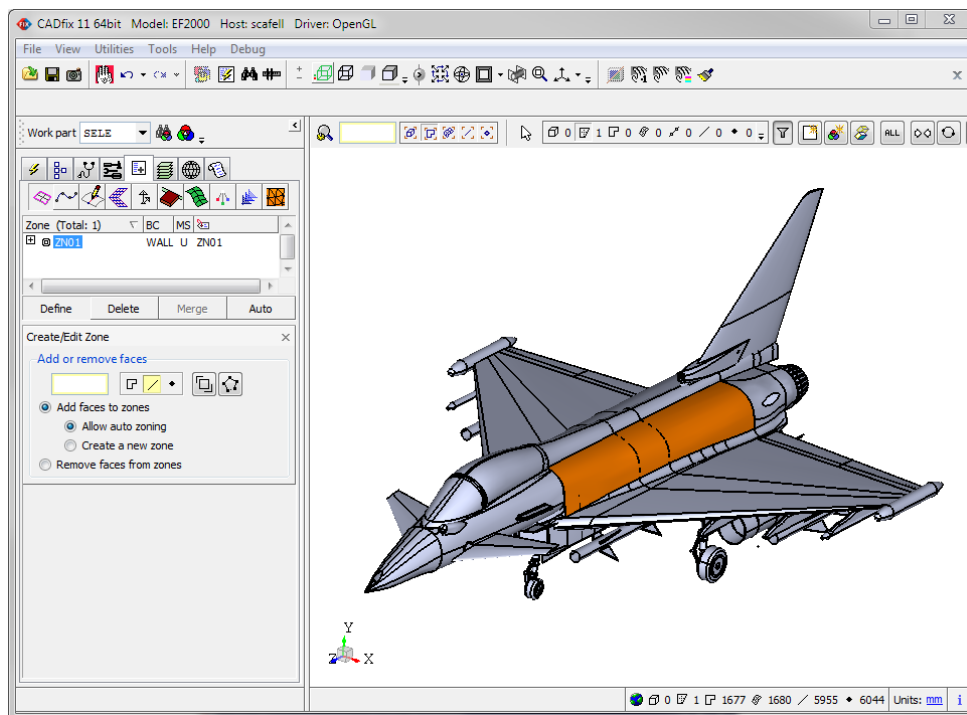 CADfix 11 64bit Model: EF2000 Host: scafell Driver: OpenGL
File View Utilities Tools Help Debug
Work part SELE
0 1 0 0 0 0 0 ALL
Zone (Total: 1) BC MS
ZN01 WALL U ZN01
Define Delete Merge Auto
Create/Edit Zone
Add or remove faces
Add faces to zones
Allow auto zoning
Create a new zone
Remove faces from zones
Y
Z X
0 1 1677 1680 5955 6044 Units: mm i